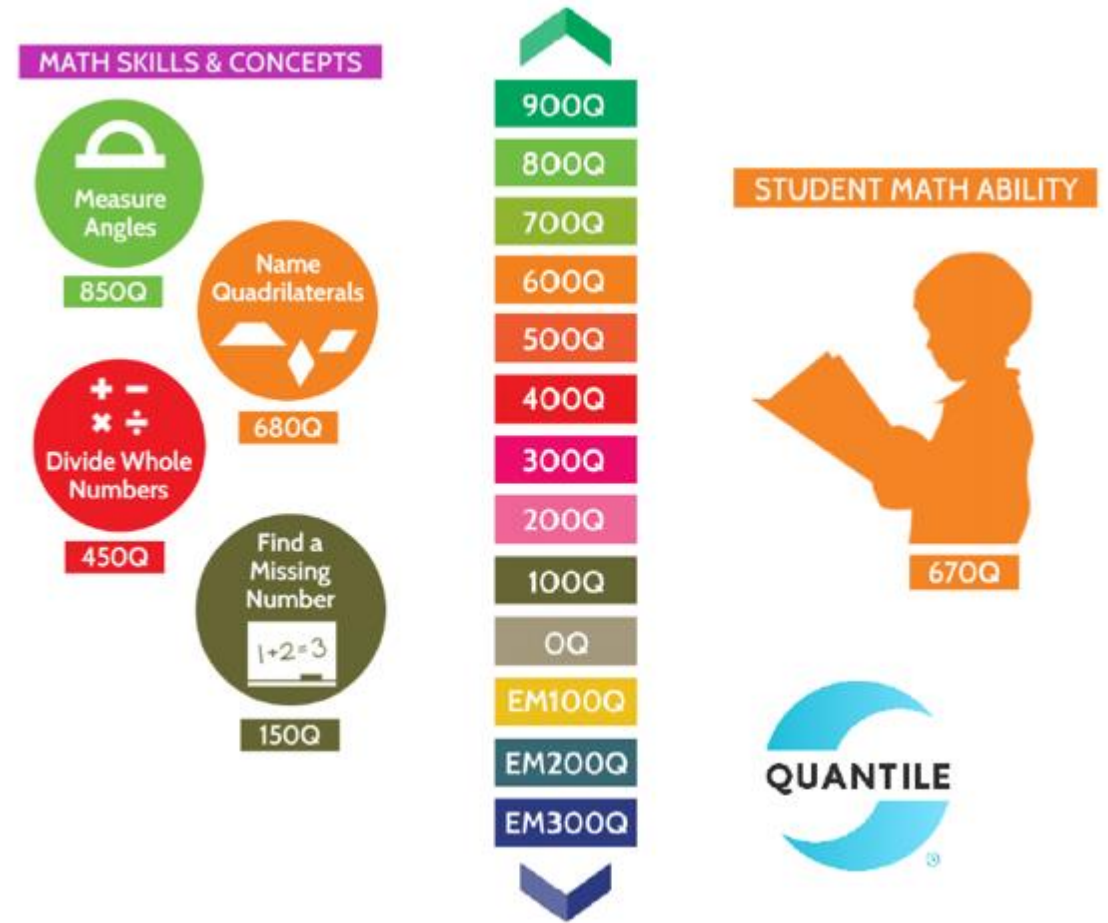 MATH SKILLS & CONCEPTS
Measure
Angles
850Q
Name
Quadrilaterals
680Q
+ −
× ÷
Divide Whole
Numbers
450Q
Find a
Missing
Number
1+2=3
150Q
900Q
800Q
700Q
600Q
500Q
400Q
300Q
200Q
100Q
0Q
EM100Q
EM200Q
EM300Q
STUDENT MATH ABILITY
670Q
QUANTILE
®